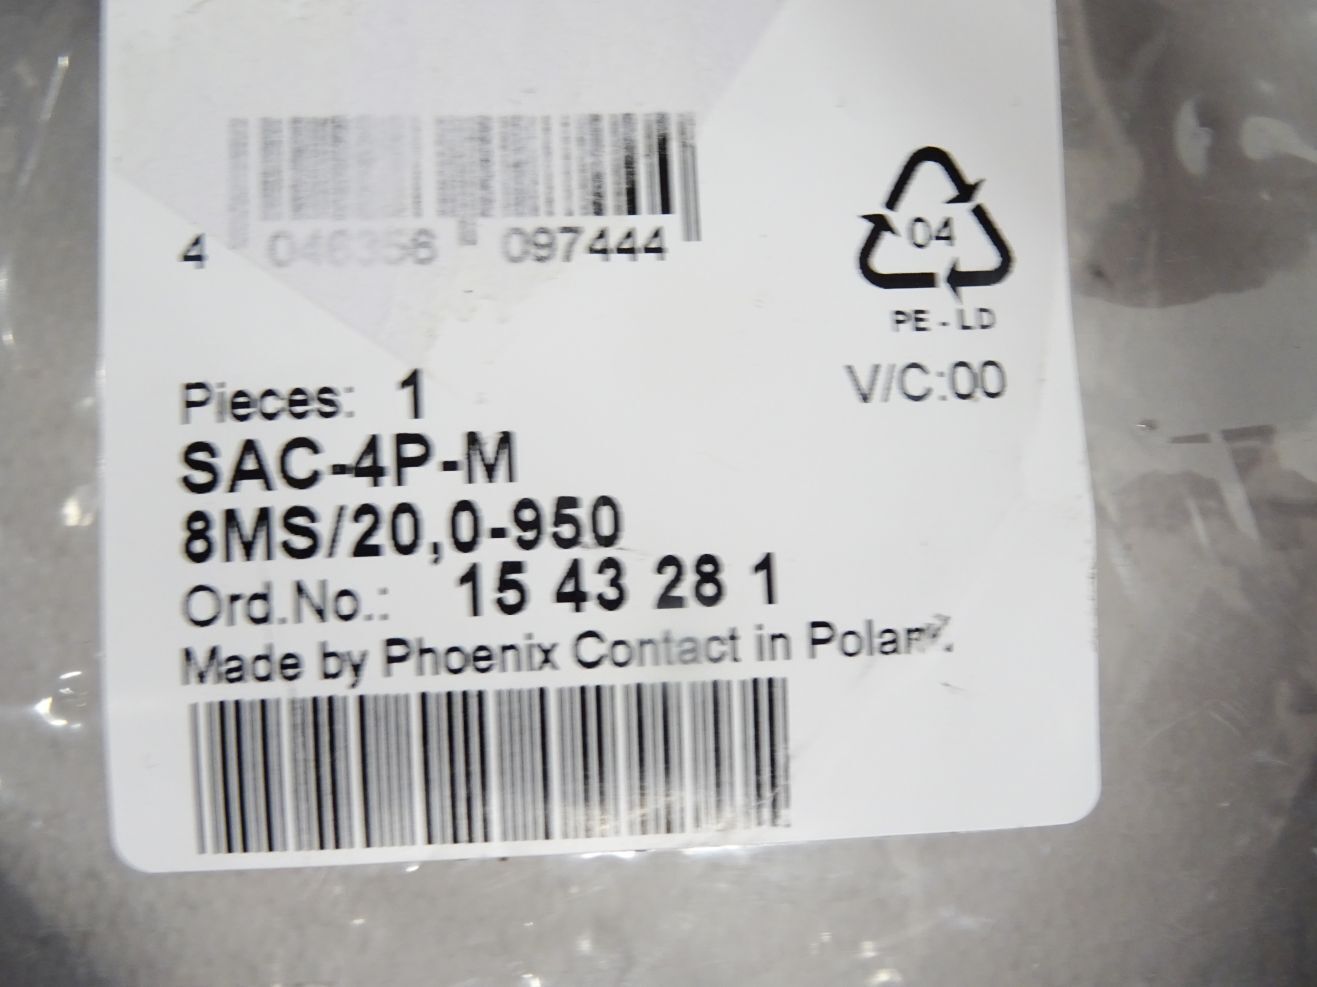 4 046356 097444
04
PE-LD
V/C:00
Pieces: 1
SAC-4P-M
8MS/20,0-950
Ord.No.: 15 43 28 1
Made by Phoenix Contact in Poland.